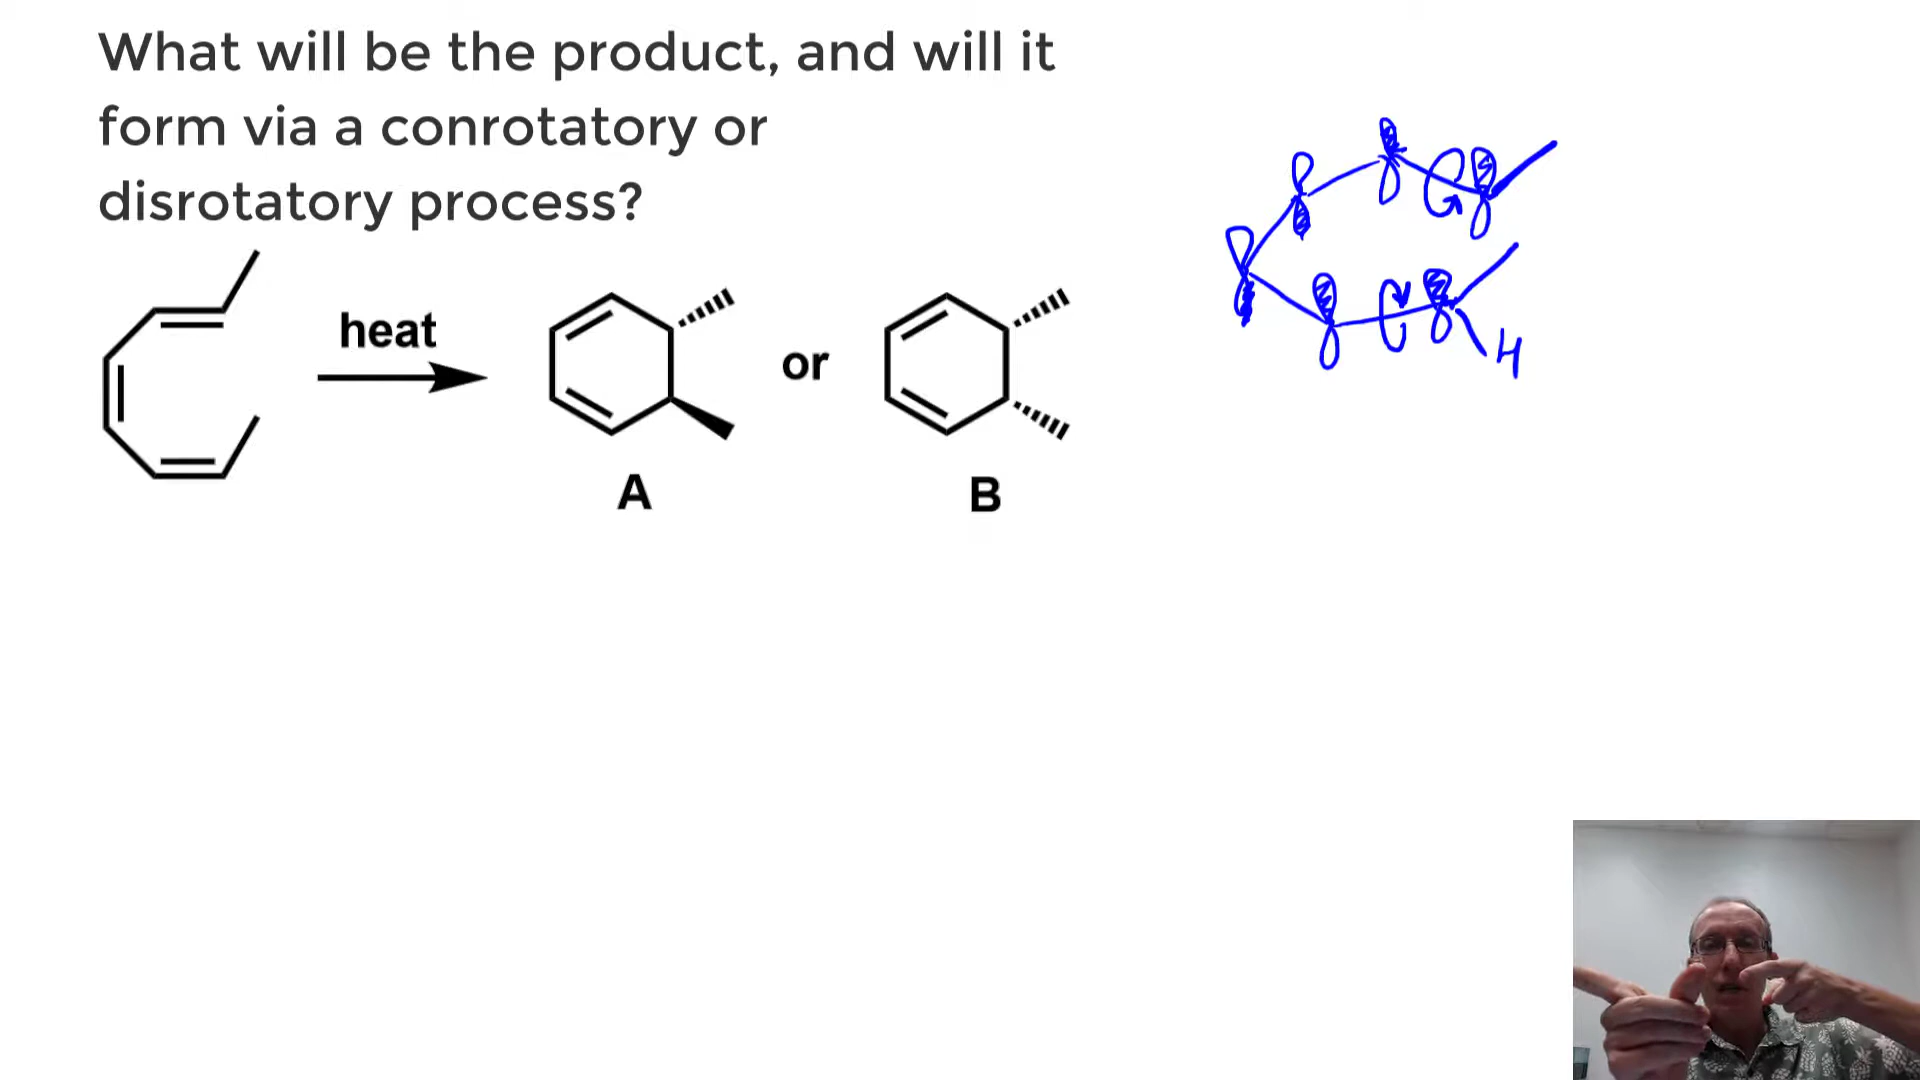 What will be the product, and will it
form via a conrotatory or
disrotatory process?
heat
or
A
B
H